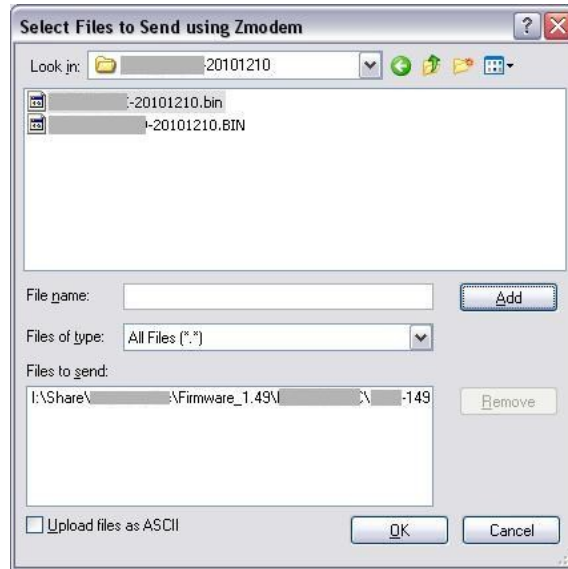 Select Files to Send using Zmodem
Look in: -20101210
-20101210.bin
-20101210.BIN
File name:
Add
Files of type: All Files (*.*)
Files to send:
I:\Share\ :\Firmware_1.49\ \ -149
Remove
Upload files as ASCII
OK
Cancel